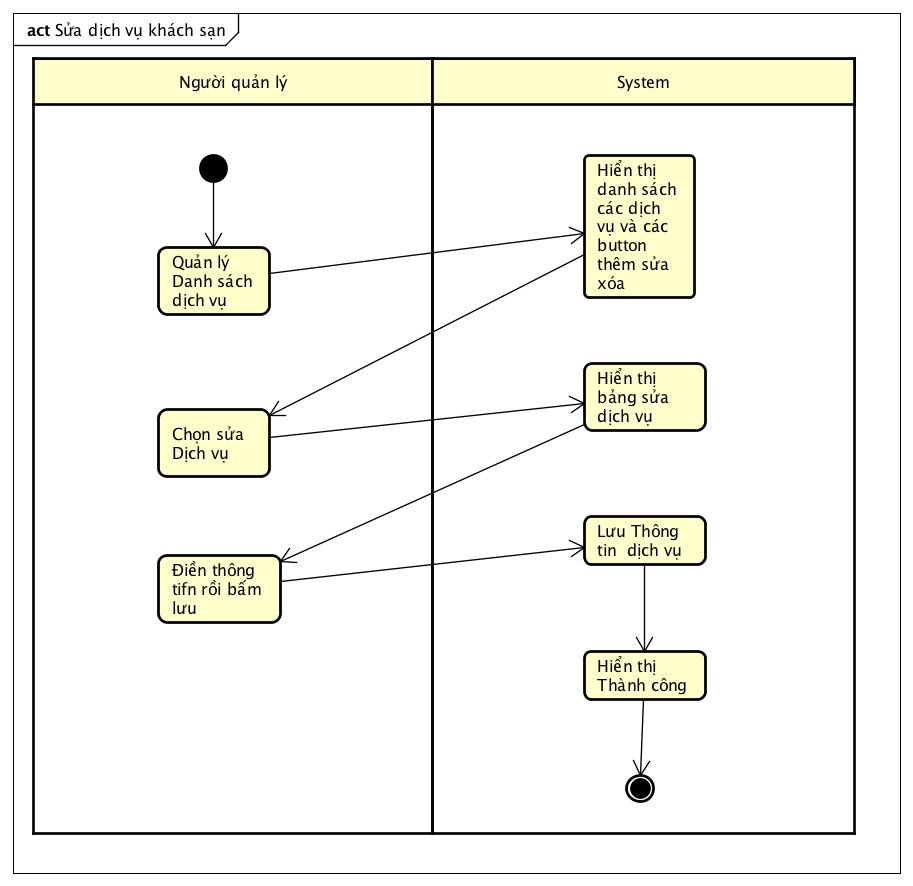 act Sửa dịch vụ khách sạn
Người quản lý
System
Quản lý
Danh sách
dịch vụ
Hiển thị
danh sách
các dịch
vụ và các
button
thêm sửa
xóa
Chọn sửa
Dịch vụ
Hiển thị
bảng sửa
dịch vụ
Điền thông
tifn rồi bấm
lưu
Lưu Thông
tin  dịch vụ
Hiển thị
Thành công